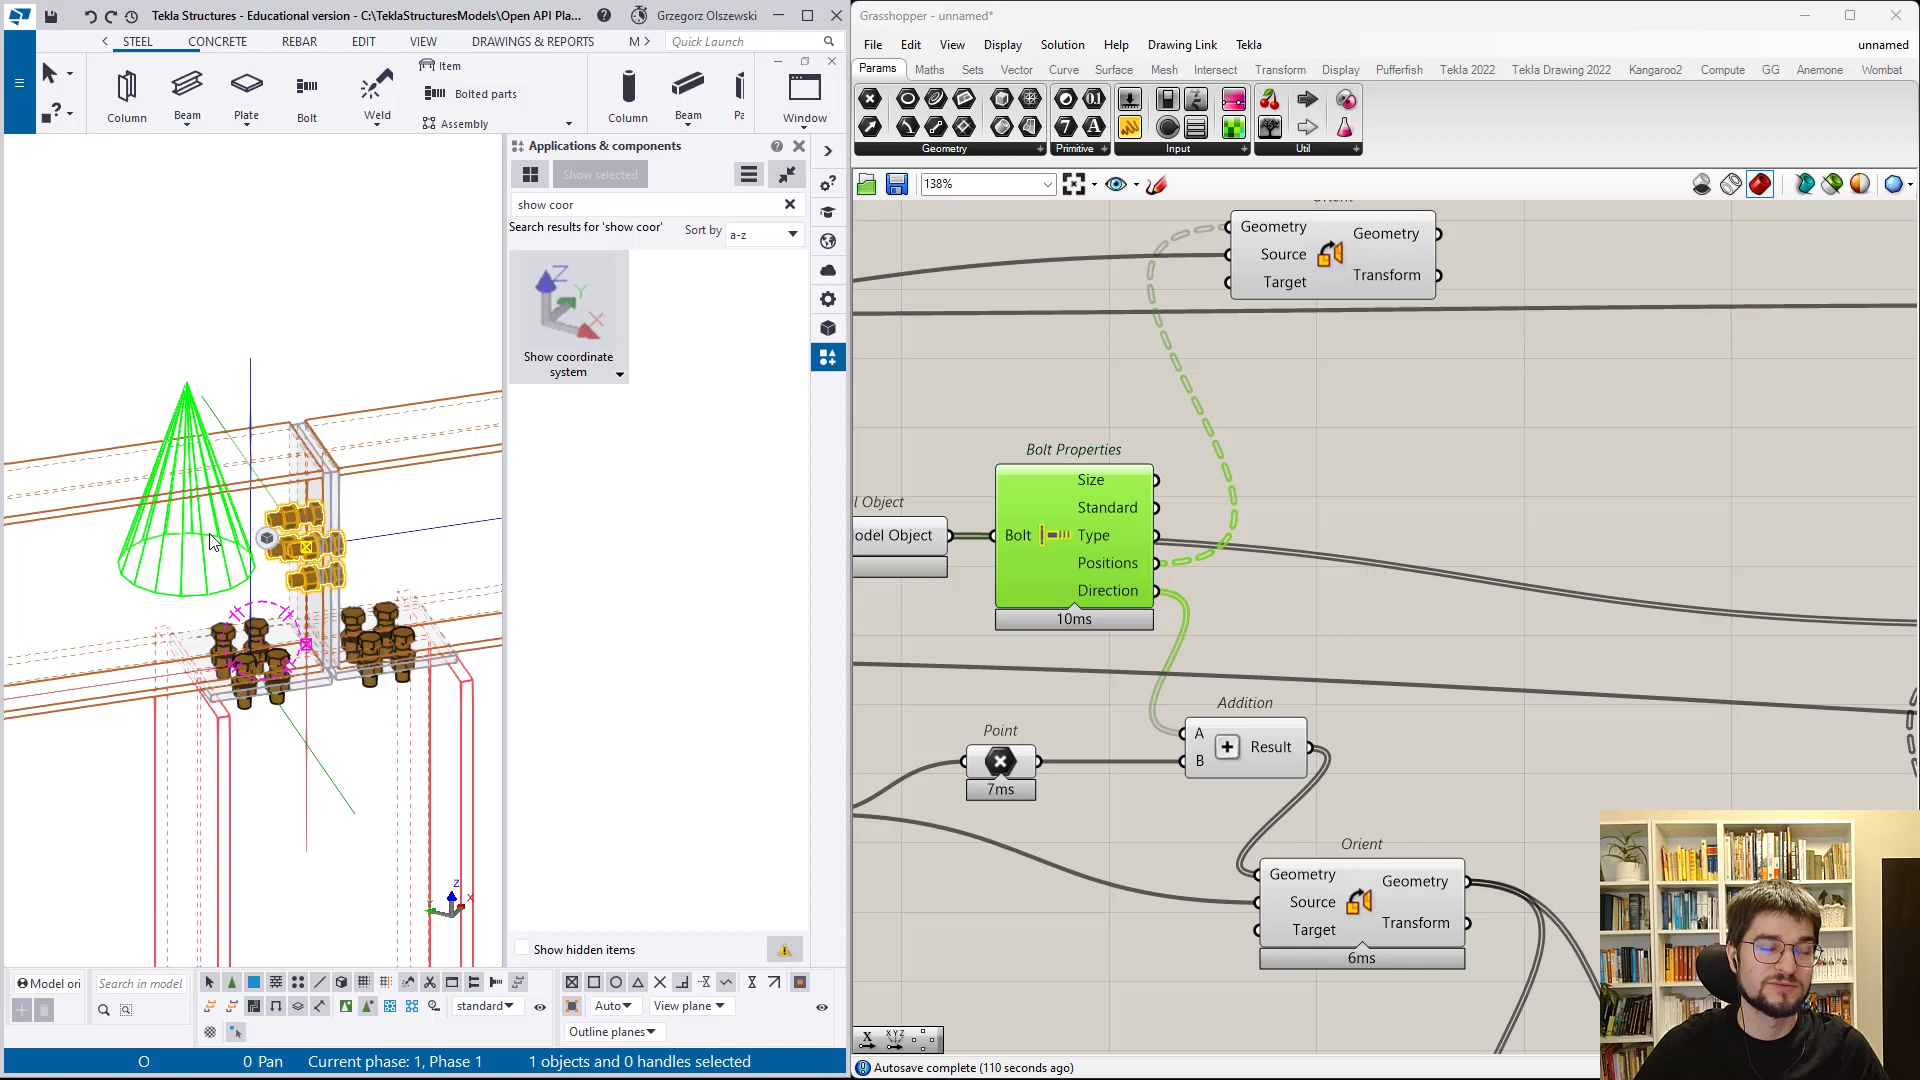 Tekla Structures - Educational version - C:\TeklaStructuresModels\Open API Pla...
Grzegorz Olszewski
STEEL
CONCRETE
REBAR
EDIT
VIEW
DRAWINGS & REPORTS
M
Quick Launch
Column
Beam
Plate
Bolt
Weld
Item
Bolted parts
Assembly
Column
Beam
Pa
Window
Applications & components
Show selected
show coor
Search results for 'show coor'
Sort by
a-z
Z
Y
X
Show coordinate
system
Show hidden items
Z
X
Model ori
Search in model
standard
Auto
View plane
Outline planes
O
0 Pan
Current phase: 1, Phase 1
1 objects and 0 handles selected
Grasshopper - unnamed*
File
Edit
View
Display
Solution
Help
Drawing Link
Tekla
unnamed
Params
Maths
Sets
Vector
Curve
Surface
Mesh
Intersect
Transform
Display
Pufferfish
Tekla 2022
Tekla Drawing 2022
Kangaroo2
Compute
GG
Anemone
Wombat
Geometry
Primitive
Input
Util
138%
Geometry
Source
Target
Geometry
Transform
Bolt Properties
l Object
odel Object
Bolt
Size
Standard
Type
Positions
Direction
10ms
Point
7ms
Addition
A
B
Result
Orient
Geometry
Source
Target
Geometry
Transform
6ms
X
XYZ
Autosave complete (110 seconds ago)